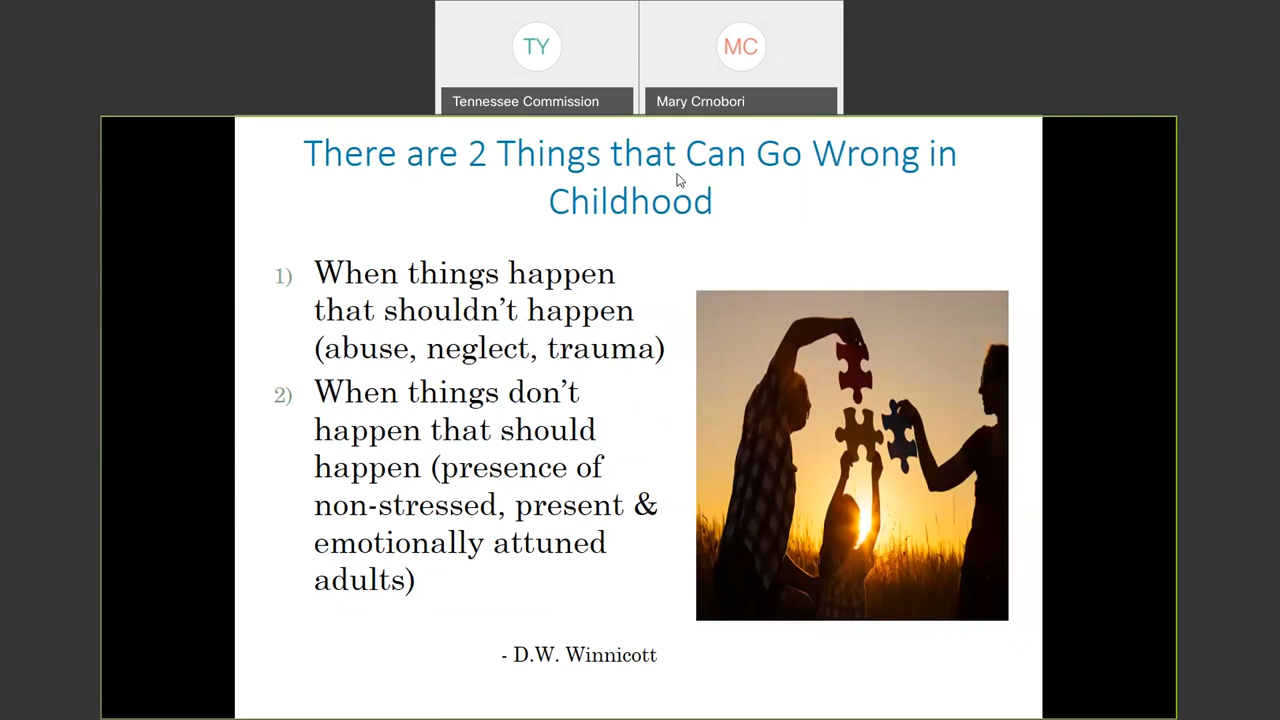 TY
MC
Tennessee Commission
Mary Crnobori
There are 2 Things that Can Go Wrong in
Childhood
1) When things happen
that shouldn’t happen
(abuse, neglect, trauma)
2) When things don’t
happen that should
happen (presence of
non-stressed, present &
emotionally attuned
adults)
- D.W. Winnicott